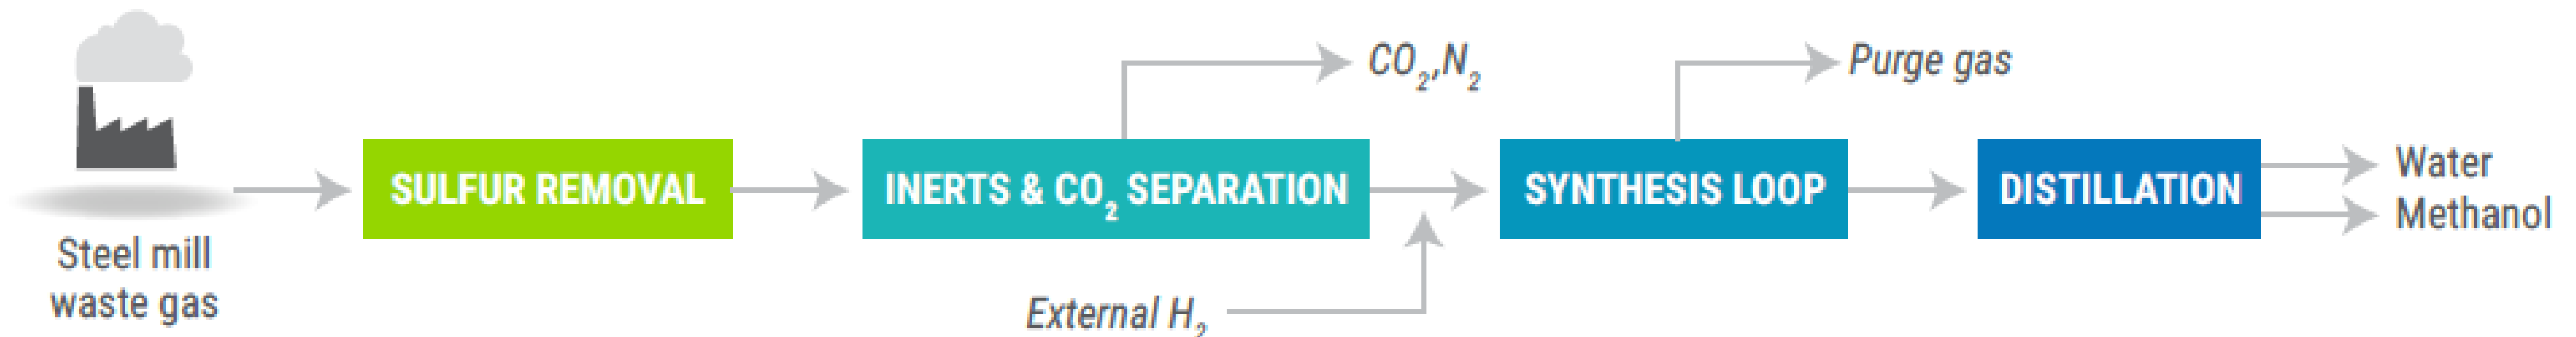 CO₂,N₂
Purge gas
SULFUR REMOVAL
INERTS & CO₂ SEPARATION
SYNTHESIS LOOP
DISTILLATION
Water
Methanol
Steel mill
waste gas
External H₂